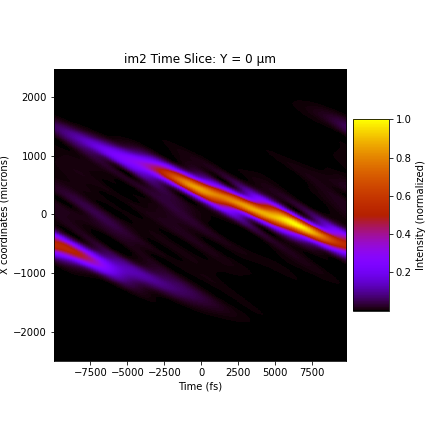 im2 Time Slice: Y = 0 μm
X coordinates (microns)
2000
1000
0
−1000
−2000
−7500 −5000 −2500 0 2500 5000 7500
Time (fs)
1.0
0.8
0.6
0.4
0.2
Intensity (normalized)